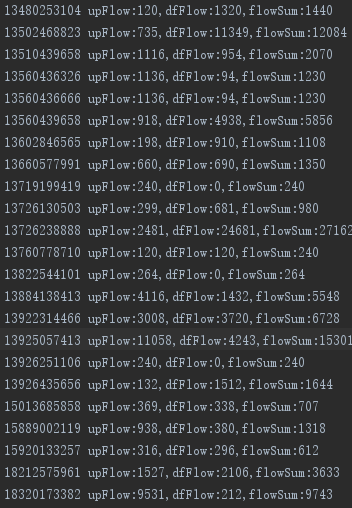 13480253104 upFlow:120,dfFlow:1320,flowSum:1440
13502468823 upFlow:735,dfFlow:11349,flowSum:12084
13510439658 upFlow:1116,dfFlow:954,flowSum:2070
13560436326 upFlow:1136,dfFlow:94,flowSum:1230
13560436666 upFlow:1136,dfFlow:94,flowSum:1230
13560439658 upFlow:918,dfFlow:4938,flowSum:5856
13602846565 upFlow:198,dfFlow:910,flowSum:1108
13660577991 upFlow:660,dfFlow:690,flowSum:1350
13719199419 upFlow:240,dfFlow:0,flowSum:240
13726130503 upFlow:299,dfFlow:681,flowSum:980
13726238888 upFlow:2481,dfFlow:24681,flowSum:27162
13760778710 upFlow:120,dfFlow:120,flowSum:240
13822544101 upFlow:264,dfFlow:0,flowSum:264
13884138413 upFlow:4116,dfFlow:1432,flowSum:5548
13922314466 upFlow:3008,dfFlow:3720,flowSum:6728
13925057413 upFlow:11058,dfFlow:4243,flowSum:15301
13926251106 upFlow:240,dfFlow:0,flowSum:240
13926435656 upFlow:132,dfFlow:1512,flowSum:1644
15013685858 upFlow:369,dfFlow:338,flowSum:707
15889002119 upFlow:938,dfFlow:380,flowSum:1318
15920133257 upFlow:316,dfFlow:296,flowSum:612
18212575961 upFlow:1527,dfFlow:2106,flowSum:3633
18320173382 upFlow:9531,dfFlow:212,flowSum:9743